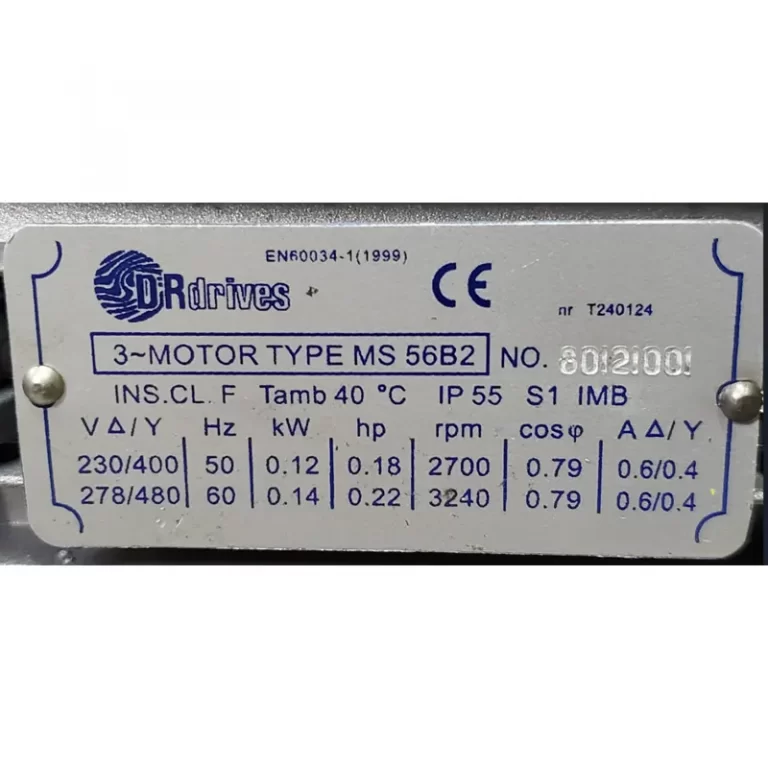 EN60034-1(1999)
DRdrives
CE
nr T240124
3~MOTOR TYPE MS 56B2 NO. 80121001
INS.CL. F Tamb 40 °C IP 55 S1 IMB
V Δ/Y Hz kW hp rpm cosφ A Δ/Y
230/400 50 0.12 0.18 2700 0.79 0.6/0.4
278/480 60 0.14 0.22 3240 0.79 0.6/0.4